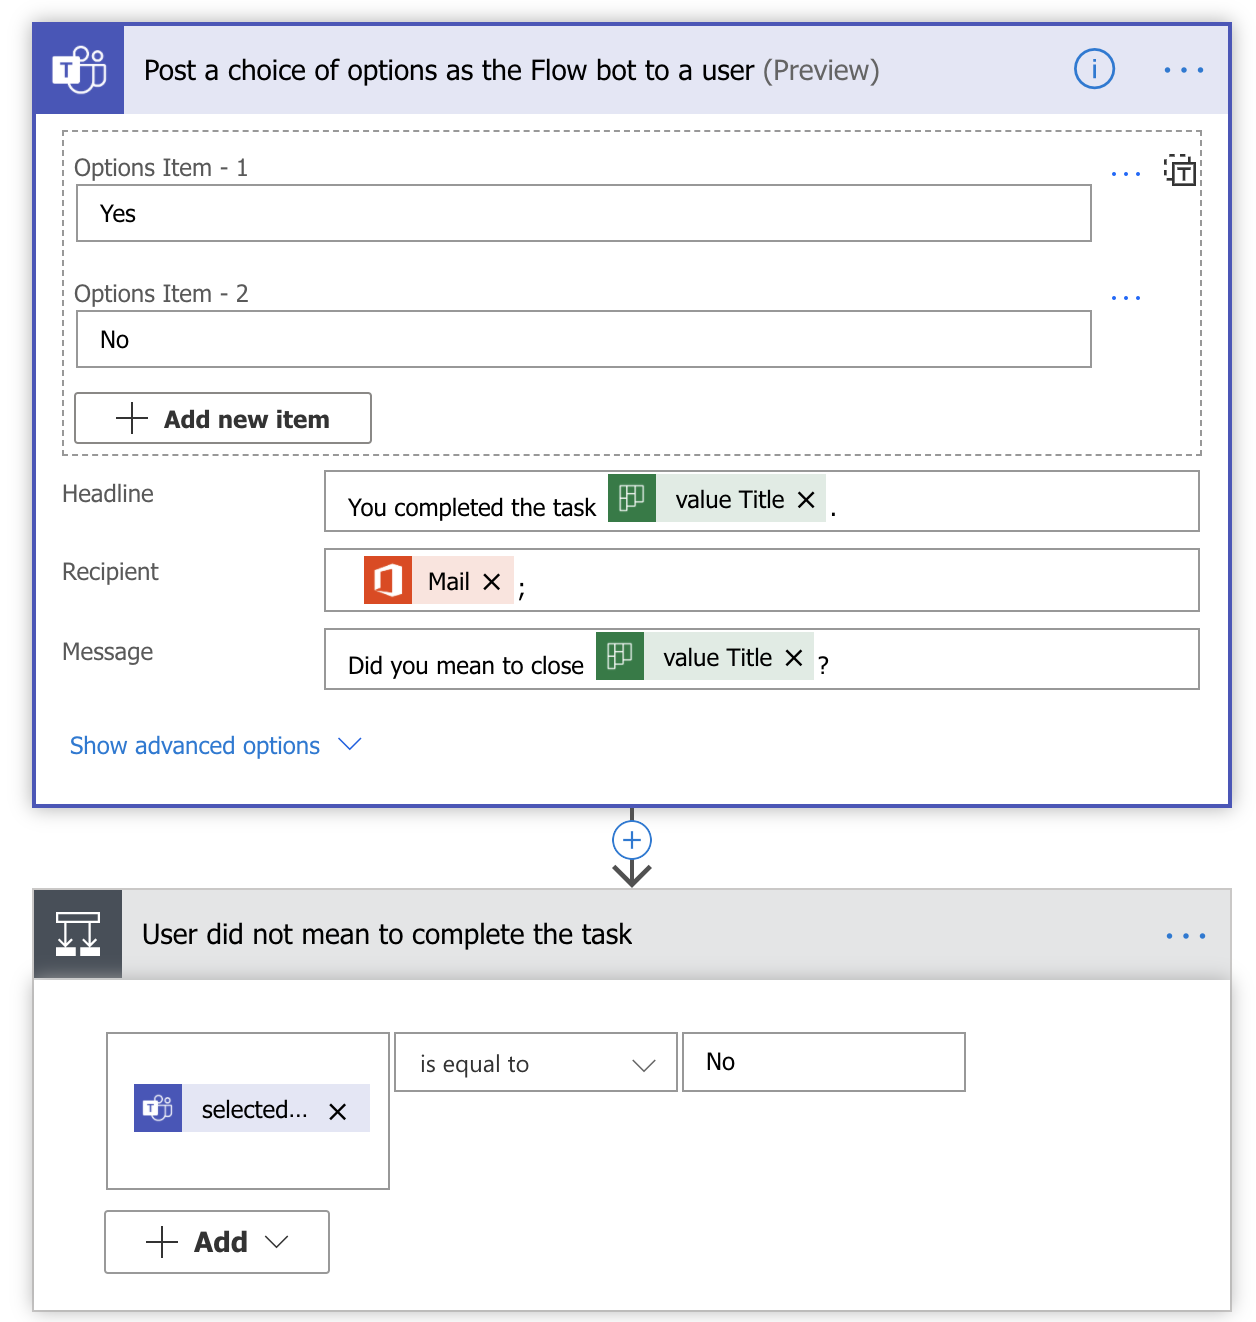 Post a choice of options as the Flow bot to a user (Preview)
Options Item - 1
Yes
Options Item - 2
No
Add new item
Headline
You completed the task value Title × .
Recipient
Mail × ;
Message
Did you mean to close value Title × ?
Show advanced options
User did not mean to complete the task
selected... ×
is equal to
No
Add